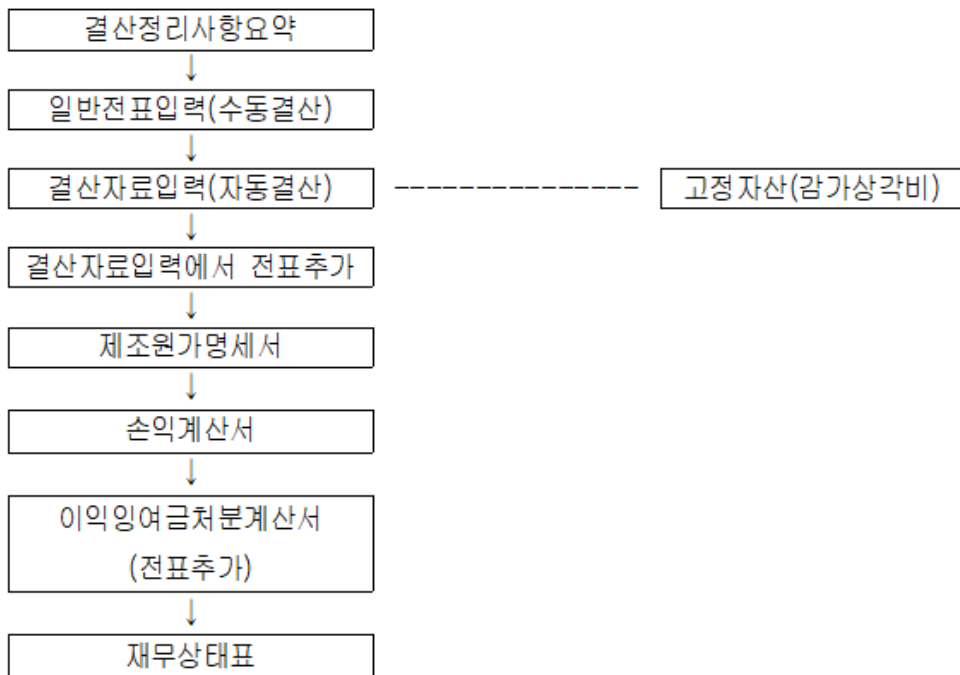 결산정리사항요약
↓
일반전표입력(수동결산)
↓
결산자료입력(자동결산) --------------- 고정자산(감가상각비)
↓
결산자료입력에서 전표추가
↓
제조원가명세서
↓
손익계산서
↓
이익잉여금처분계산서
(전표추가)
↓
재무상태표